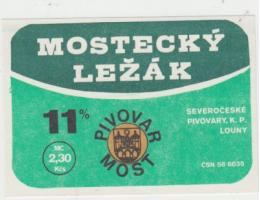 MOSTECKÝ
LEŽÁK
11%
PIVOVAR
MOST
SEVEROČESKÉ
PIVOVARY, K. P.
LOUNY
MC
2,30
Kčs
ČSN 56 6635